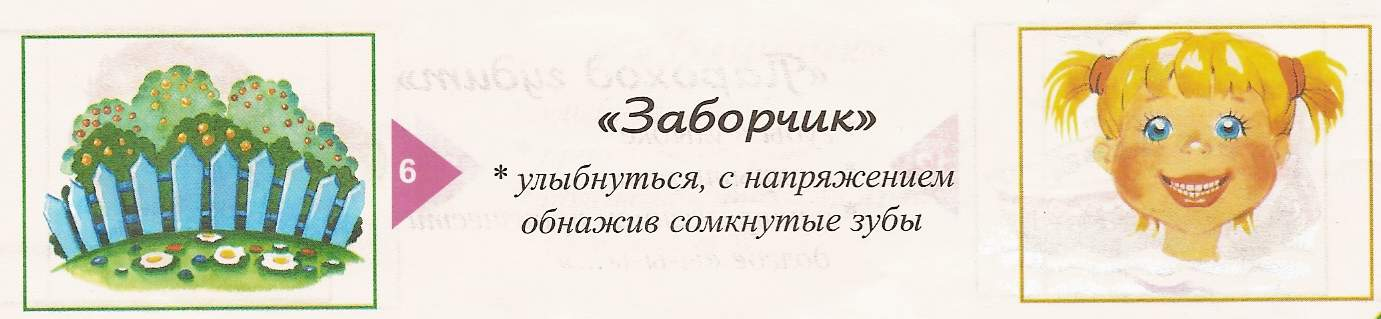 «Заборчик»
6
* улыбнуться, с напряжением
обнажив сомкнутые зубы